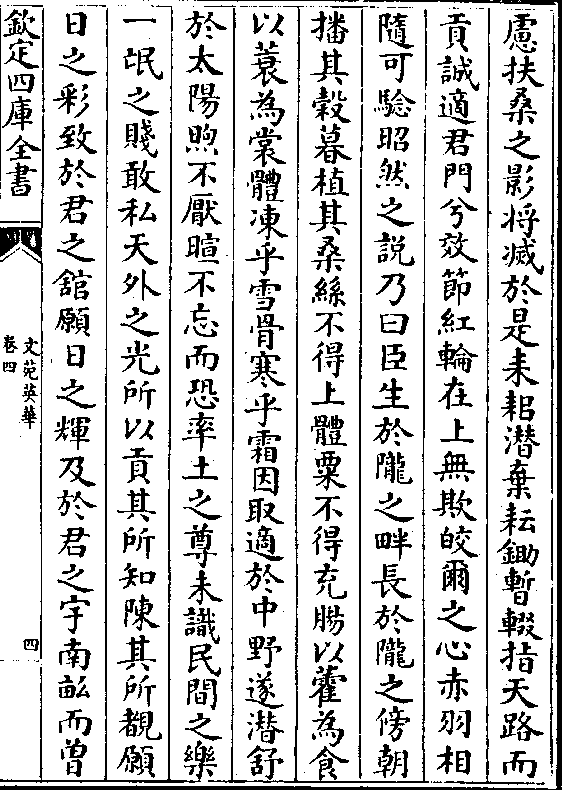 慮扶桑之影将滅於是耒耜潛棄耘鋤暫輟指天路而
貢誠適君門兮效節紅輪在上無欺皎爾之心赤羽相
隨可驗昭然之説乃曰臣生於隴之畔長於隴之傍朝
播其穀暮植其桑絲不得上體粟不得充腸以藿為食
以蓑為裳體凍乎雪骨寒乎霜因取適於中野遂潛舒
於太陽煦不厭暄不忘而恐率土之尊未識民間之樂
一氓之賤敢私天外之光所以貢其所知陳其所覩願
日之彩致於君之舘願日之輝及於君之宇南畝而曽
欽定四庫全書
文苑英華
卷四
四